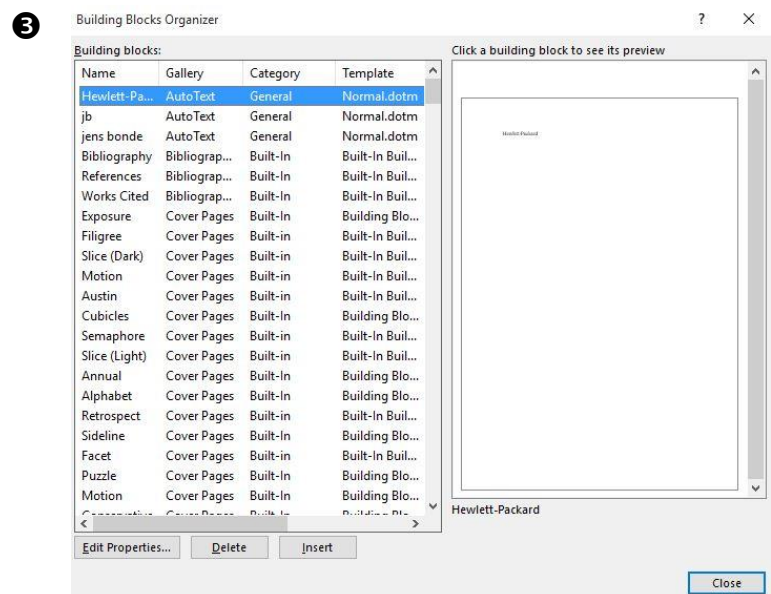 ❸
Building Blocks Organizer ? ×
Building blocks: Click a building block to see its preview
Name Gallery Category Template
Hewlett-Pa... AutoText General Normal.dotm
jb AutoText General Normal.dotm
jens bonde AutoText General Normal.dotm
Bibliography Bibliograp... Built-In Built-In Buil...
References Bibliograp... Built-In Built-In Buil...
Works Cited Bibliograp... Built-In Built-In Buil...
Exposure Cover Pages Built-In Building Blo...
Filigree Cover Pages Built-in Built-In Buil...
Slice (Dark) Cover Pages Built-in Built-In Buil...
Motion Cover Pages Built-in Built-In Buil...
Austin Cover Pages Built-in Built-In Buil...
Cubicles Cover Pages Built-In Building Blo...
Semaphore Cover Pages Built-in Built-In Buil...
Slice (Light) Cover Pages Built-in Built-In Buil...
Annual Cover Pages Built-In Building Blo...
Alphabet Cover Pages Built-In Building Blo...
Retrospect Cover Pages Built-in Built-In Buil...
Sideline Cover Pages Built-In Building Blo...
Facet Cover Pages Built-in Built-In Buil...
Puzzle Cover Pages Built-In Building Blo...
Motion Cover Pages Built-In Building Blo...
Hewlett-Packard
Hewlett-Packard
Edit Properties... Delete Insert
Close